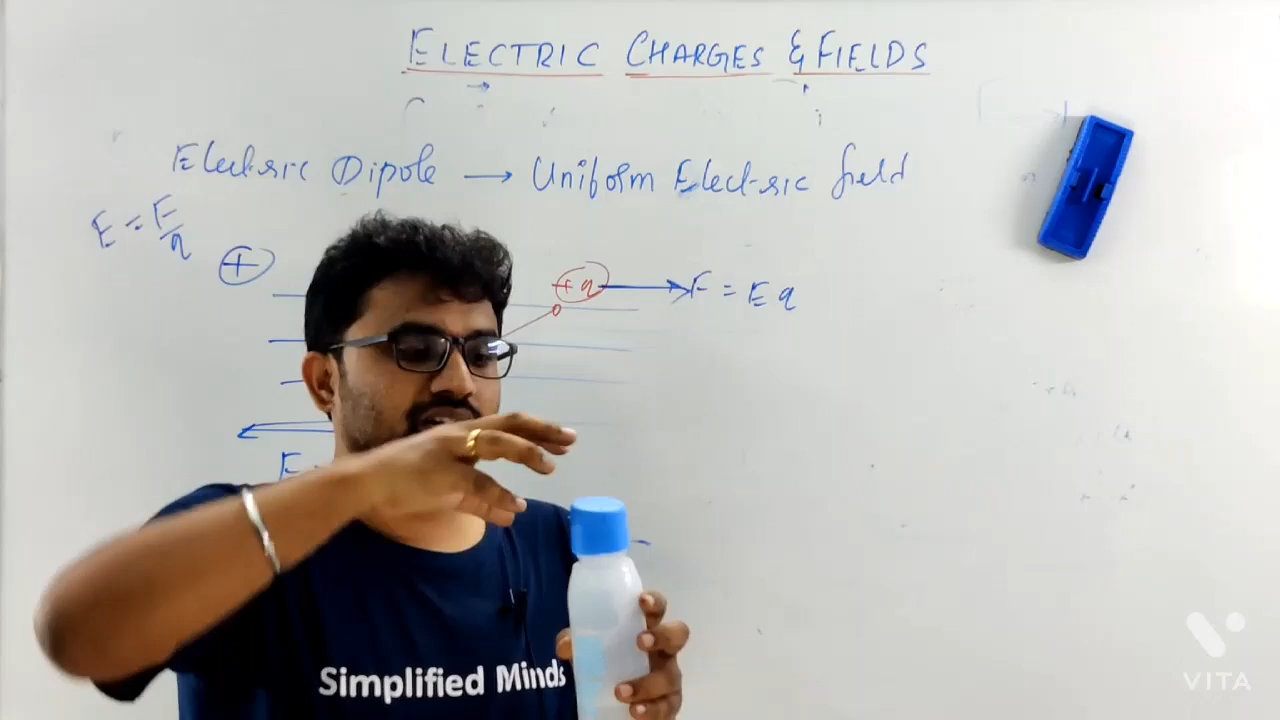 ELECTRIC CHARGES & FIELDS
Electric Dipole → Uniform Electric field
E = F/q
+
+q
F = Eq
F
Simplified Minds
VITA